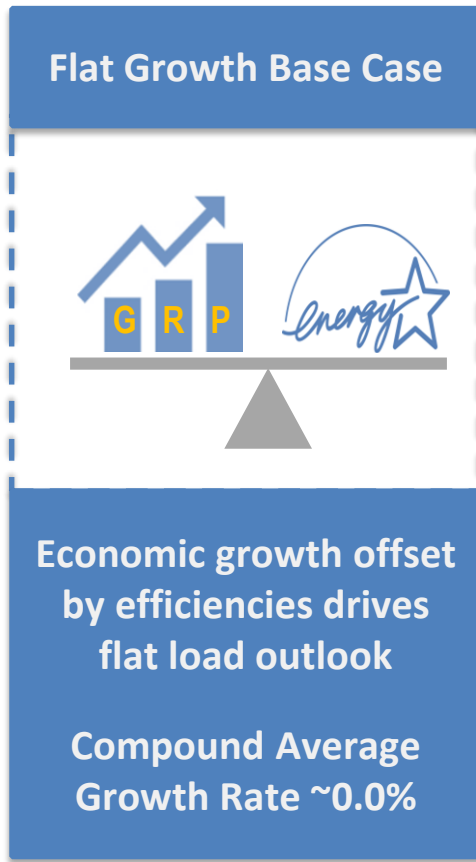 Flat Growth Base Case
G R P
energy
Economic growth offset
by efficiencies drives
flat load outlook
Compound Average
Growth Rate ~0.0%